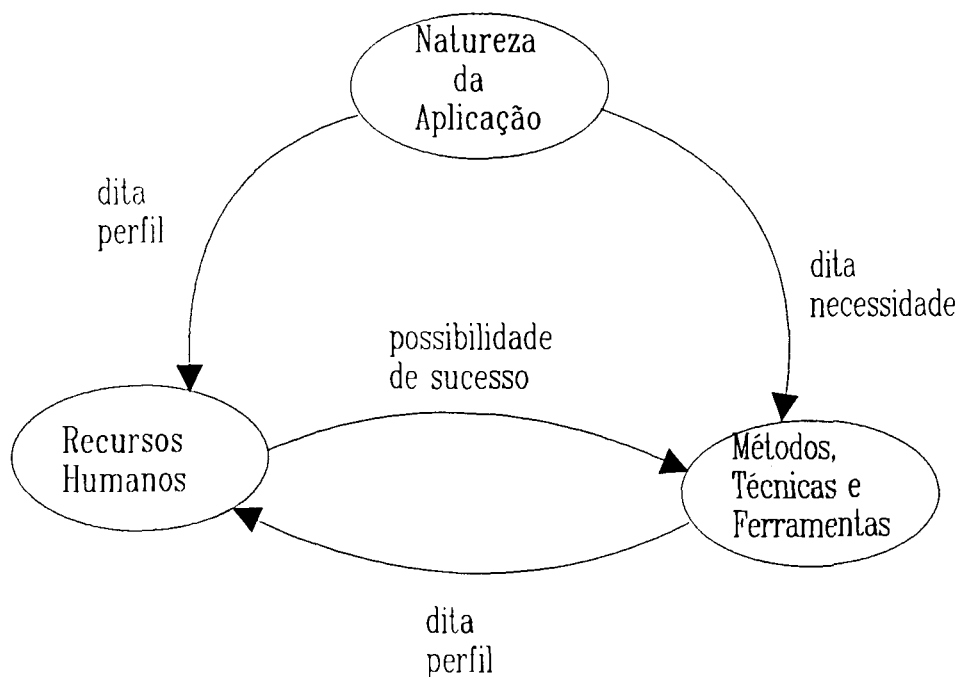 Natureza
da
Aplicação
dita
perfil
dita
necessidade
possibilidade
de sucesso
Recursos
Humanos
Métodos,
Técnicas e
Ferramentas
dita
perfil